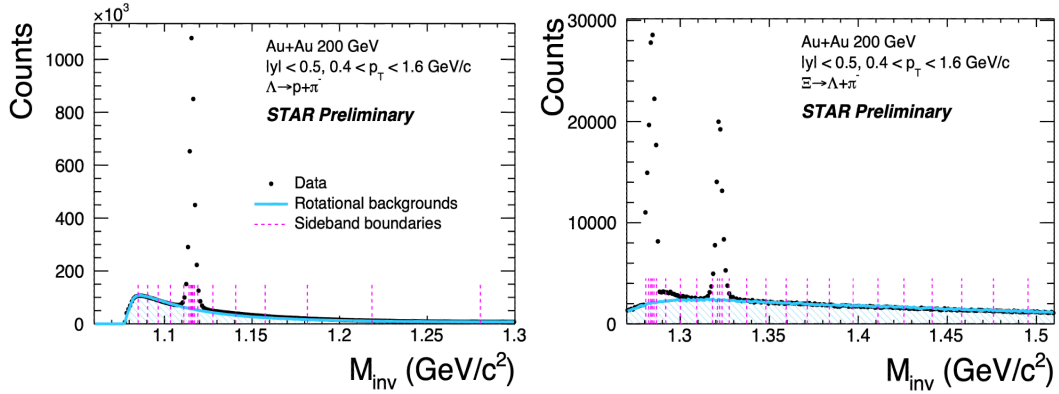 ×10³
Counts
1000
800
600
400
200
0
Au+Au 200 GeV
|y| < 0.5, 0.4 < p_T < 1.6 GeV/c
Λ→p+π⁻
STAR Preliminary
Data
Rotational backgrounds
Sideband boundaries
1.1 1.15 1.2 1.25 1.3
M_inv (GeV/c²)
Counts
30000
20000
10000
0
Au+Au 200 GeV
|y| < 0.5, 0.4 < p_T < 1.6 GeV/c
Ξ→Λ+π⁻
STAR Preliminary
1.3 1.35 1.4 1.45 1.5
M_inv (GeV/c²)